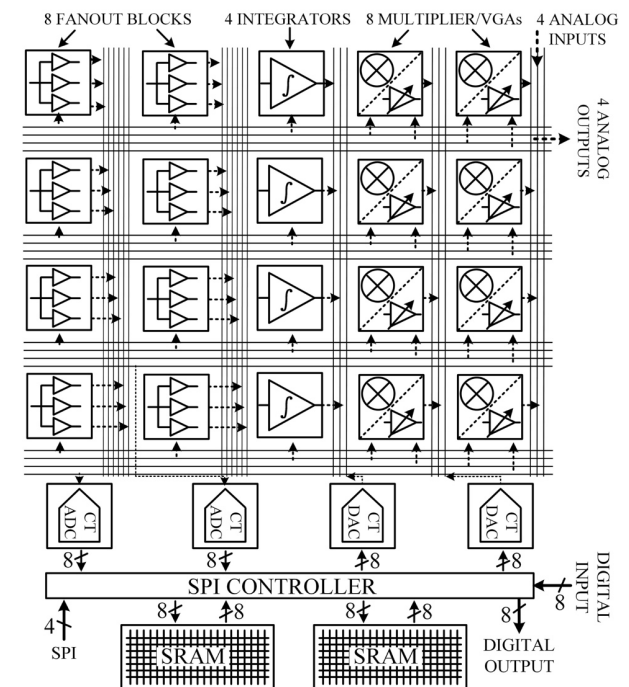 8 FANOUT BLOCKS
4 INTEGRATORS
8 MULTIPLIER/VGAs
4 ANALOG
INPUTS
4 ANALOG
OUTPUTS
∫
∫
∫
∫
CT
ADC
CT
ADC
CT
DAC
CT
DAC
8
8
8
8
SPI CONTROLLER
DIGITAL
INPUT
8
4
SPI
8
8
8
8
8
DIGITAL
OUTPUT
SRAM
SRAM